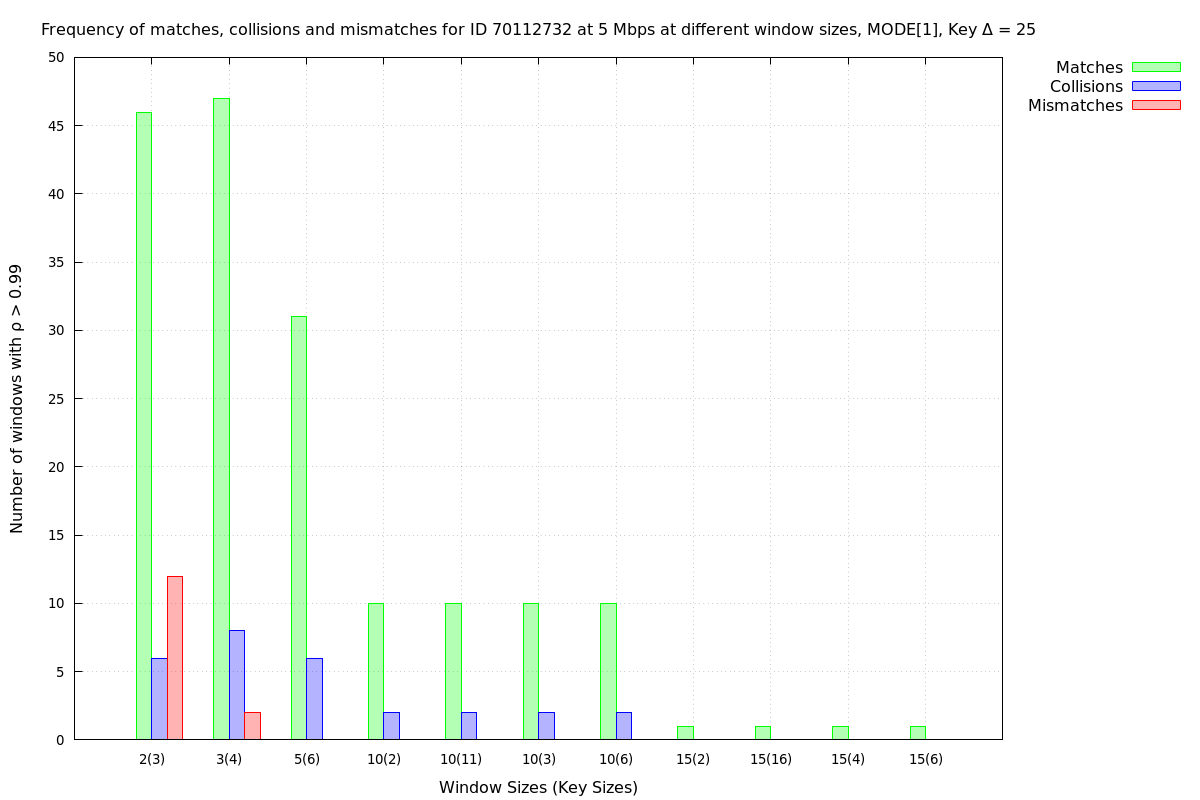 Frequency of matches, collisions and mismatches for ID 70112732 at 5 Mbps at different window sizes, MODE[1], Key Δ = 25
Matches
Collisions
Mismatches
Number of windows with ρ > 0.99
50
45
40
35
30
25
20
15
10
5
0
2(3) 3(4) 5(6) 10(2) 10(11) 10(3) 10(6) 15(2) 15(16) 15(4) 15(6)
Window Sizes (Key Sizes)